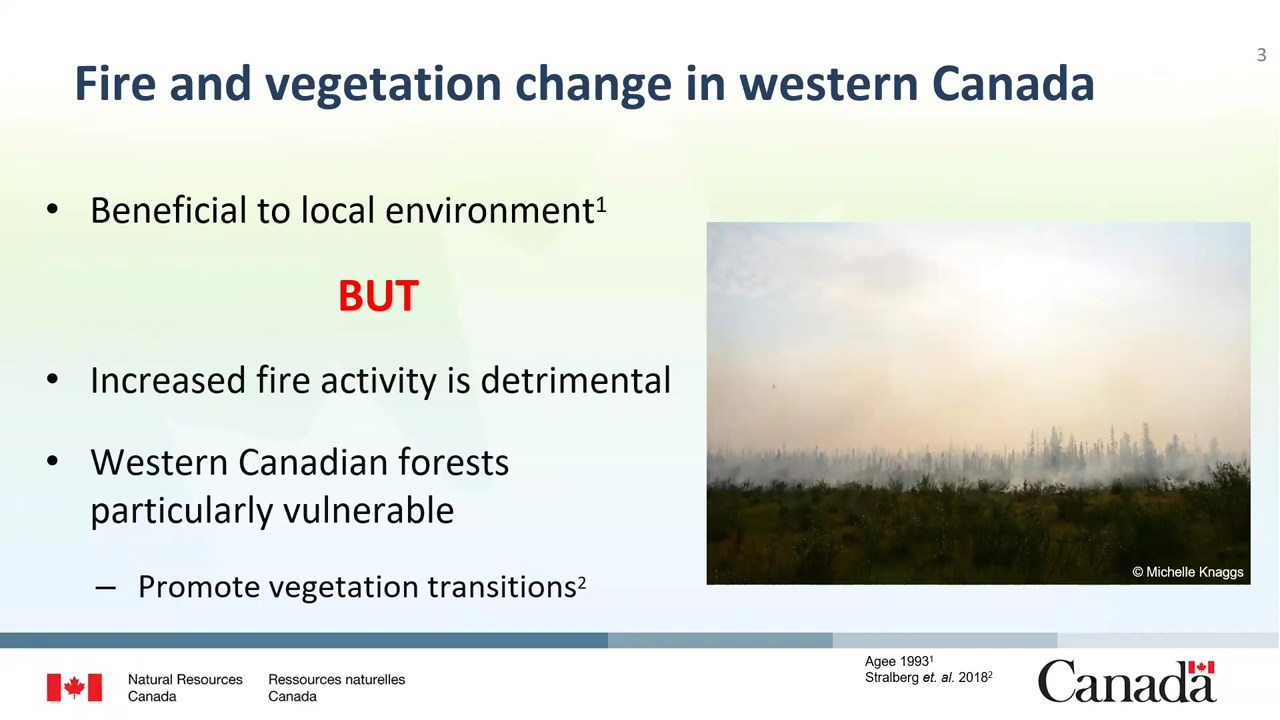 3
Fire and vegetation change in western Canada
• Beneficial to local environment¹
BUT
• Increased fire activity is detrimental
• Western Canadian forests
particularly vulnerable
– Promote vegetation transitions²
© Michelle Knaggs
Agee 1993¹
Stralberg et. al. 2018²
Natural Resources
Canada
Ressources naturelles
Canada
Canada